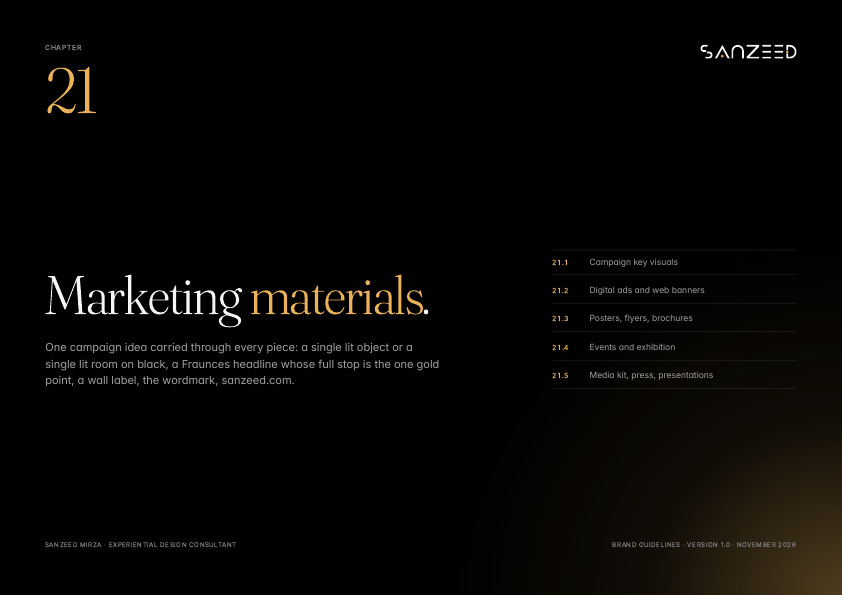 CHAPTER
SANZEED
21
21.1 Campaign key visuals
Marketing materials.
21.2 Digital ads and web banners
21.3 Posters, flyers, brochures
One campaign idea carried through every piece: a single lit object or a
21.4 Events and exhibition
single lit room on black, a Fraunces headline whose full stop is the one gold
21.5 Media kit, press, presentations
point, a wall label, the wordmark, sanzeed.com.
SANZEED MIRZA · EXPERIENTIAL DESIGN CONSULTANT
BRAND GUIDELINES · VERSION 1.0 · NOVEMBER 2026